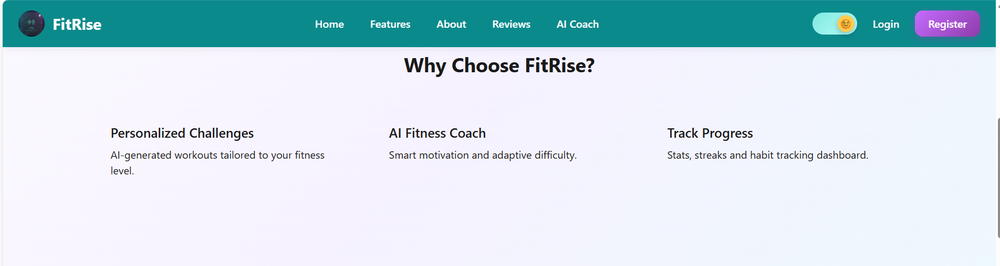 FitRise
Home
Features
About
Reviews
AI Coach
Login
Register
Why Choose FitRise?
Personalized Challenges
AI-generated workouts tailored to your fitness
level.
AI Fitness Coach
Smart motivation and adaptive difficulty.
Track Progress
Stats, streaks and habit tracking dashboard.